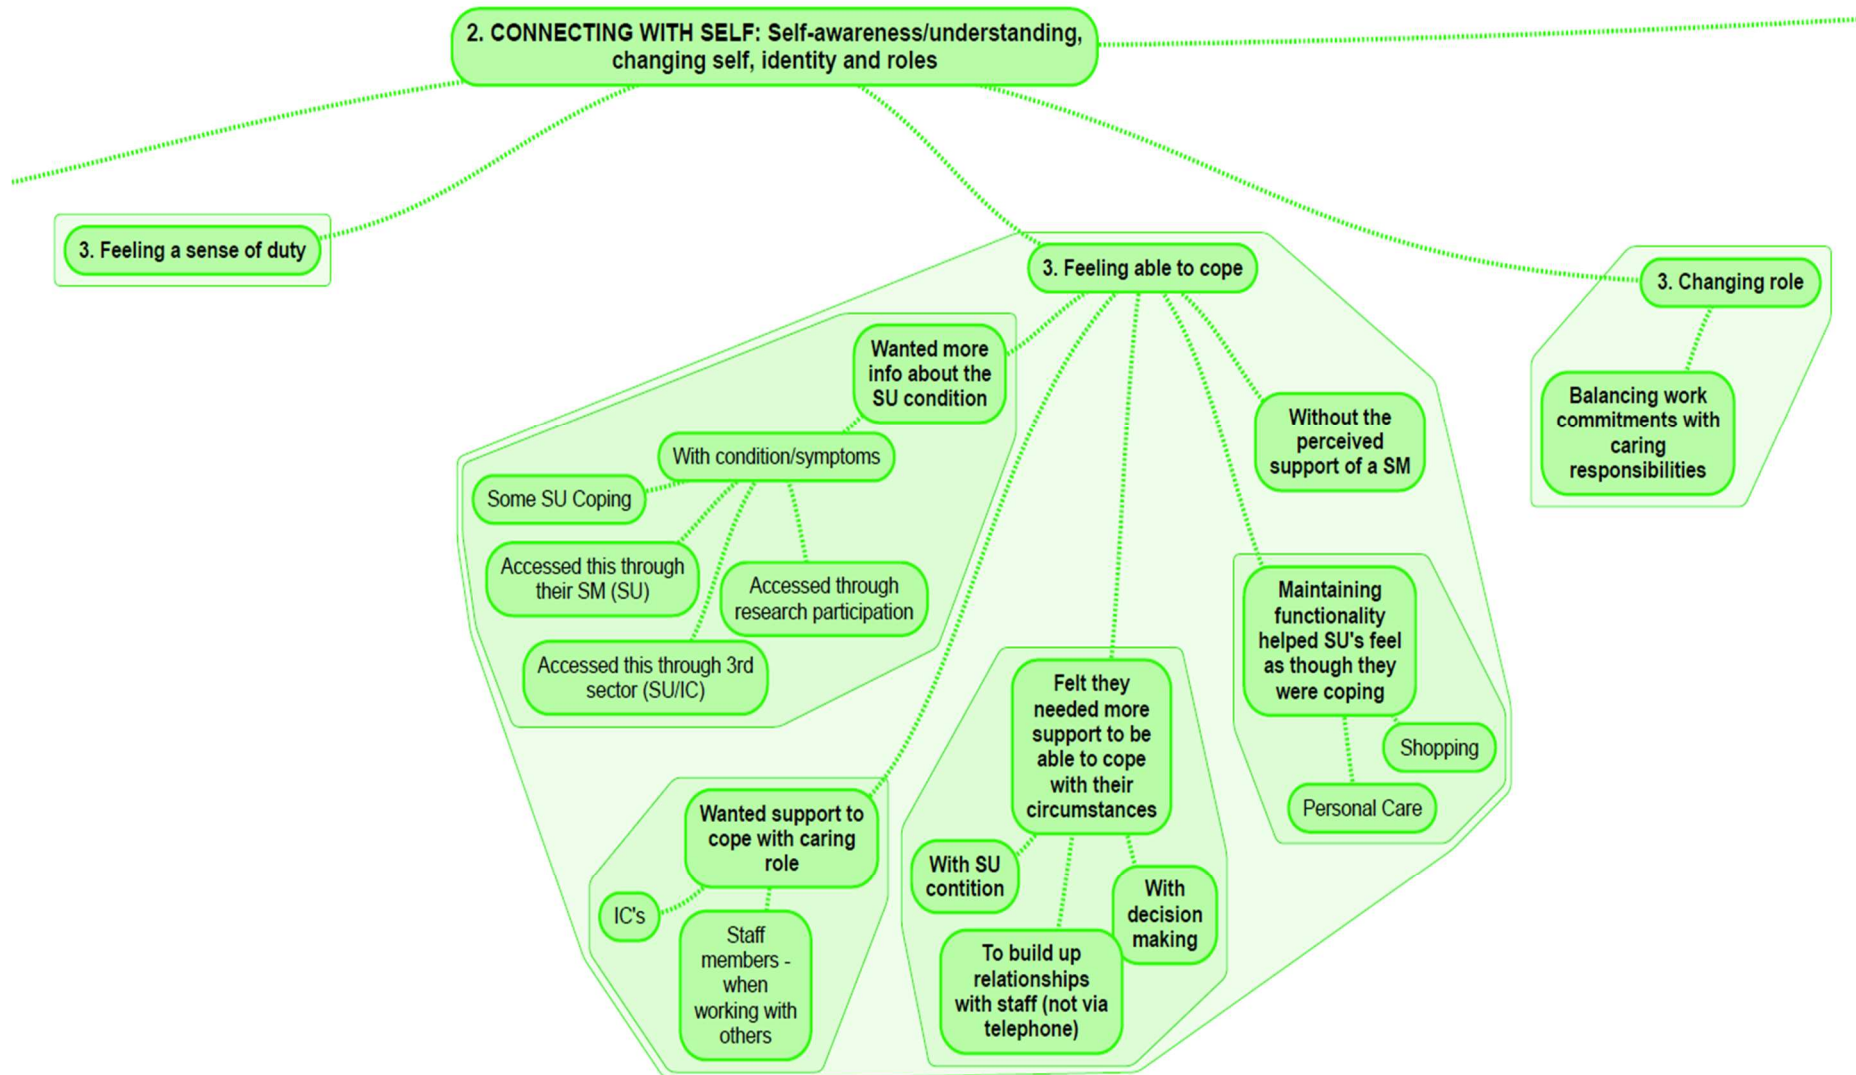 2. CONNECTING WITH SELF: Self-awareness/understanding,
changing self, identity and roles
3. Feeling a sense of duty
3. Feeling able to cope
3. Changing role
Wanted more
info about the
SU condition
Without the
perceived
support of a SM
Balancing work
commitments with
caring
responsibilities
With condition/symptoms
Some SU Coping
Accessed this through
their SM (SU)
Accessed through
research participation
Accessed this through 3rd
sector (SU/IC)
Maintaining
functionality
helped SU's feel
as though they
were coping
Shopping
Personal Care
Felt they
needed more
support to be
able to cope
with their
circumstances
With SU
contition
With
decision
making
To build up
relationships
with staff (not via
telephone)
Wanted support to
cope with caring
role
IC's
Staff
members -
when
working with
others